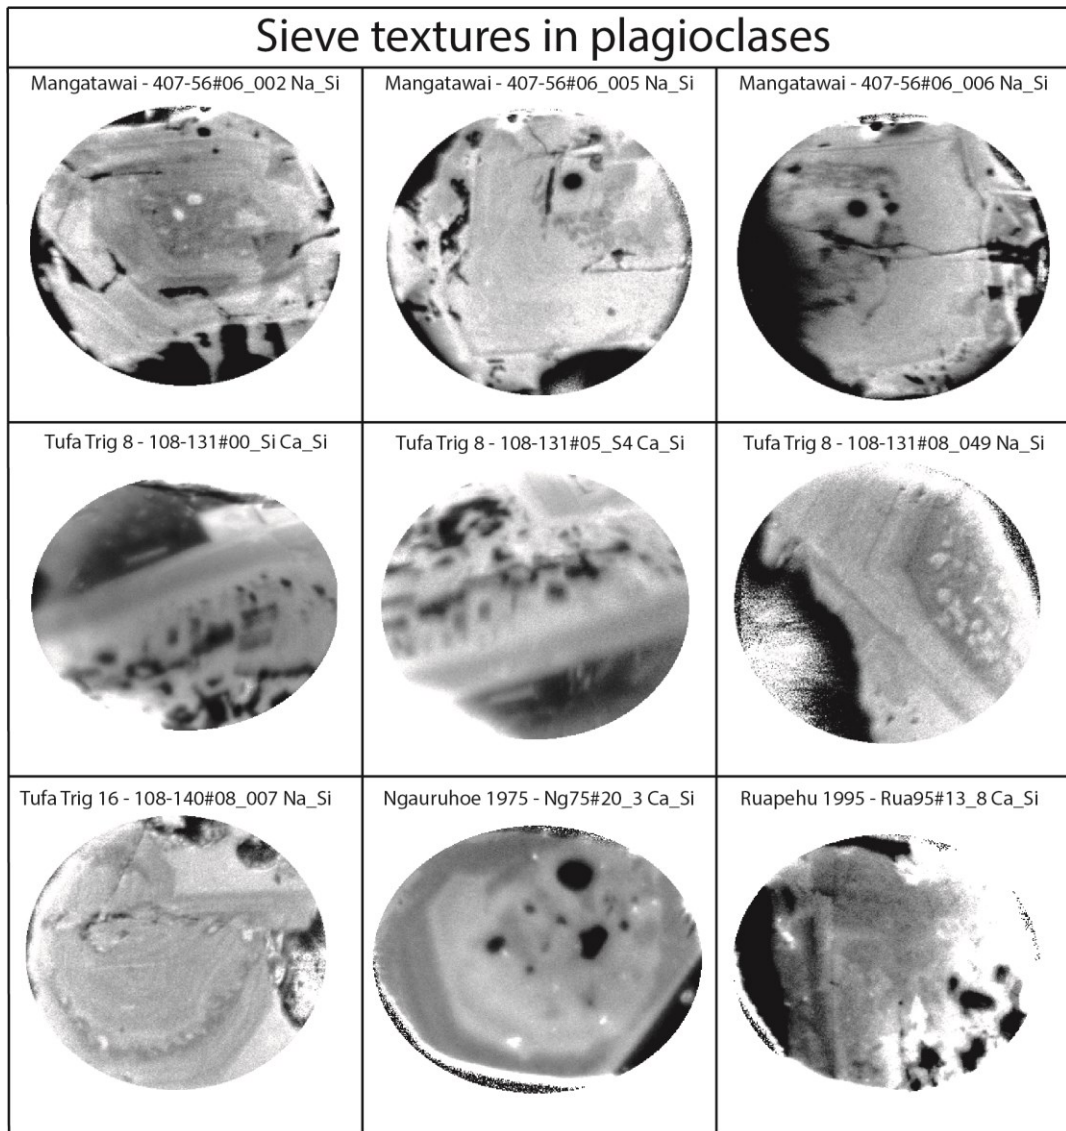 Sieve textures in plagioclases
Mangatawai - 407-56#06_002 Na_Si
Mangatawai - 407-56#06_005 Na_Si
Mangatawai - 407-56#06_006 Na_Si
Tufa Trig 8 - 108-131#00_Si Ca_Si
Tufa Trig 8 - 108-131#05_S4 Ca_Si
Tufa Trig 8 - 108-131#08_049 Na_Si
Tufa Trig 16 - 108-140#08_007 Na_Si
Ngauruhoe 1975 - Ng75#20_3 Ca_Si
Ruapehu 1995 - Rua95#13_8 Ca_Si